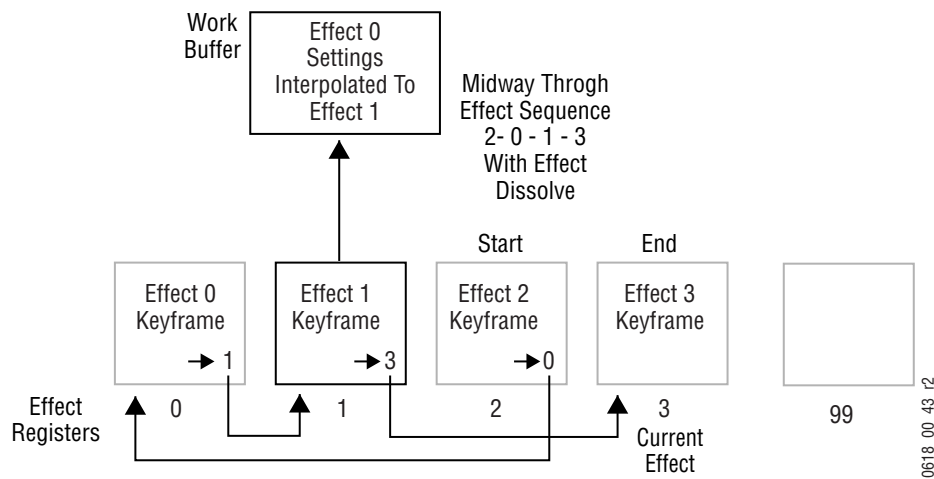 Work
Buffer
Effect 0
Settings
Interpolated To
Effect 1
Midway Throgh
Effect Sequence
2- 0 - 1 - 3
With Effect
Dissolve
Start
End
Effect 0
Keyframe
1
Effect 1
Keyframe
3
Effect 2
Keyframe
0
Effect 3
Keyframe
Effect
Registers
0
1
2
3
99
Current
Effect
0618 00 43 r2